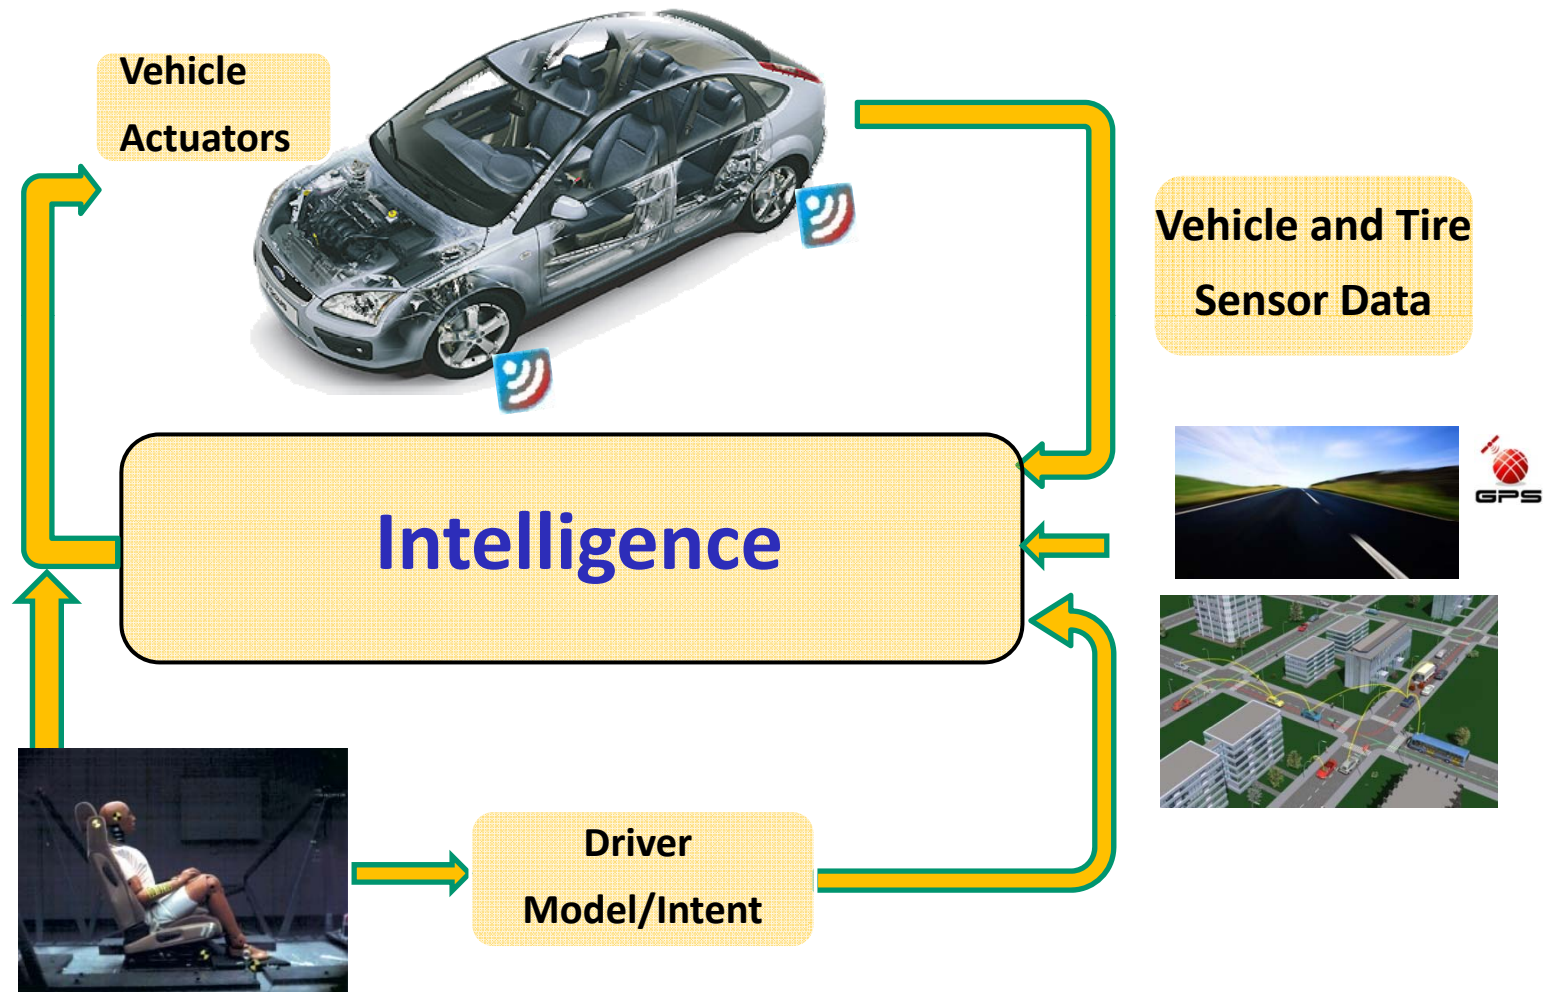 Vehicle
Actuators
Vehicle and Tire
Sensor Data
GPS
Intelligence
Driver
Model/Intent